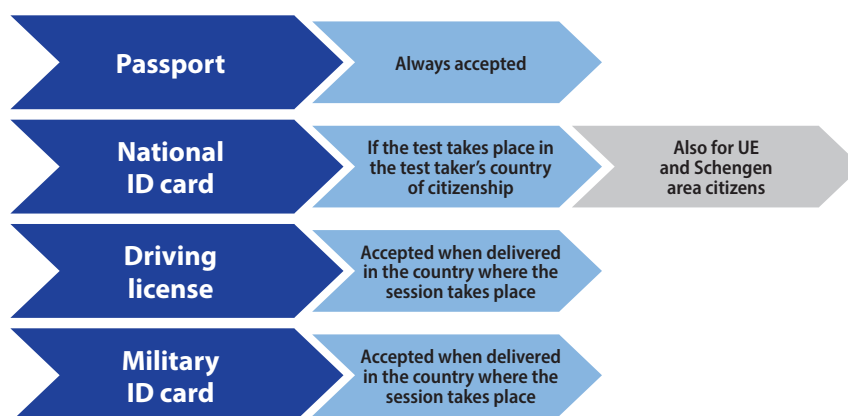 Passport
Always accepted
National
ID card
If the test takes place in
the test taker's country
of citizenship
Also for UE
and Schengen
area citizens
Driving
license
Accepted when delivered
in the country where the
session takes place
Military
ID card
Accepted when delivered
in the country where the
session takes place